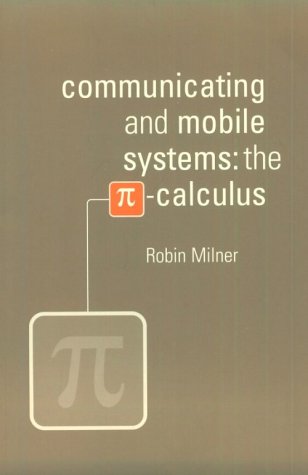 communicating
and mobile
systems: the
π-calculus
Robin Milner
π